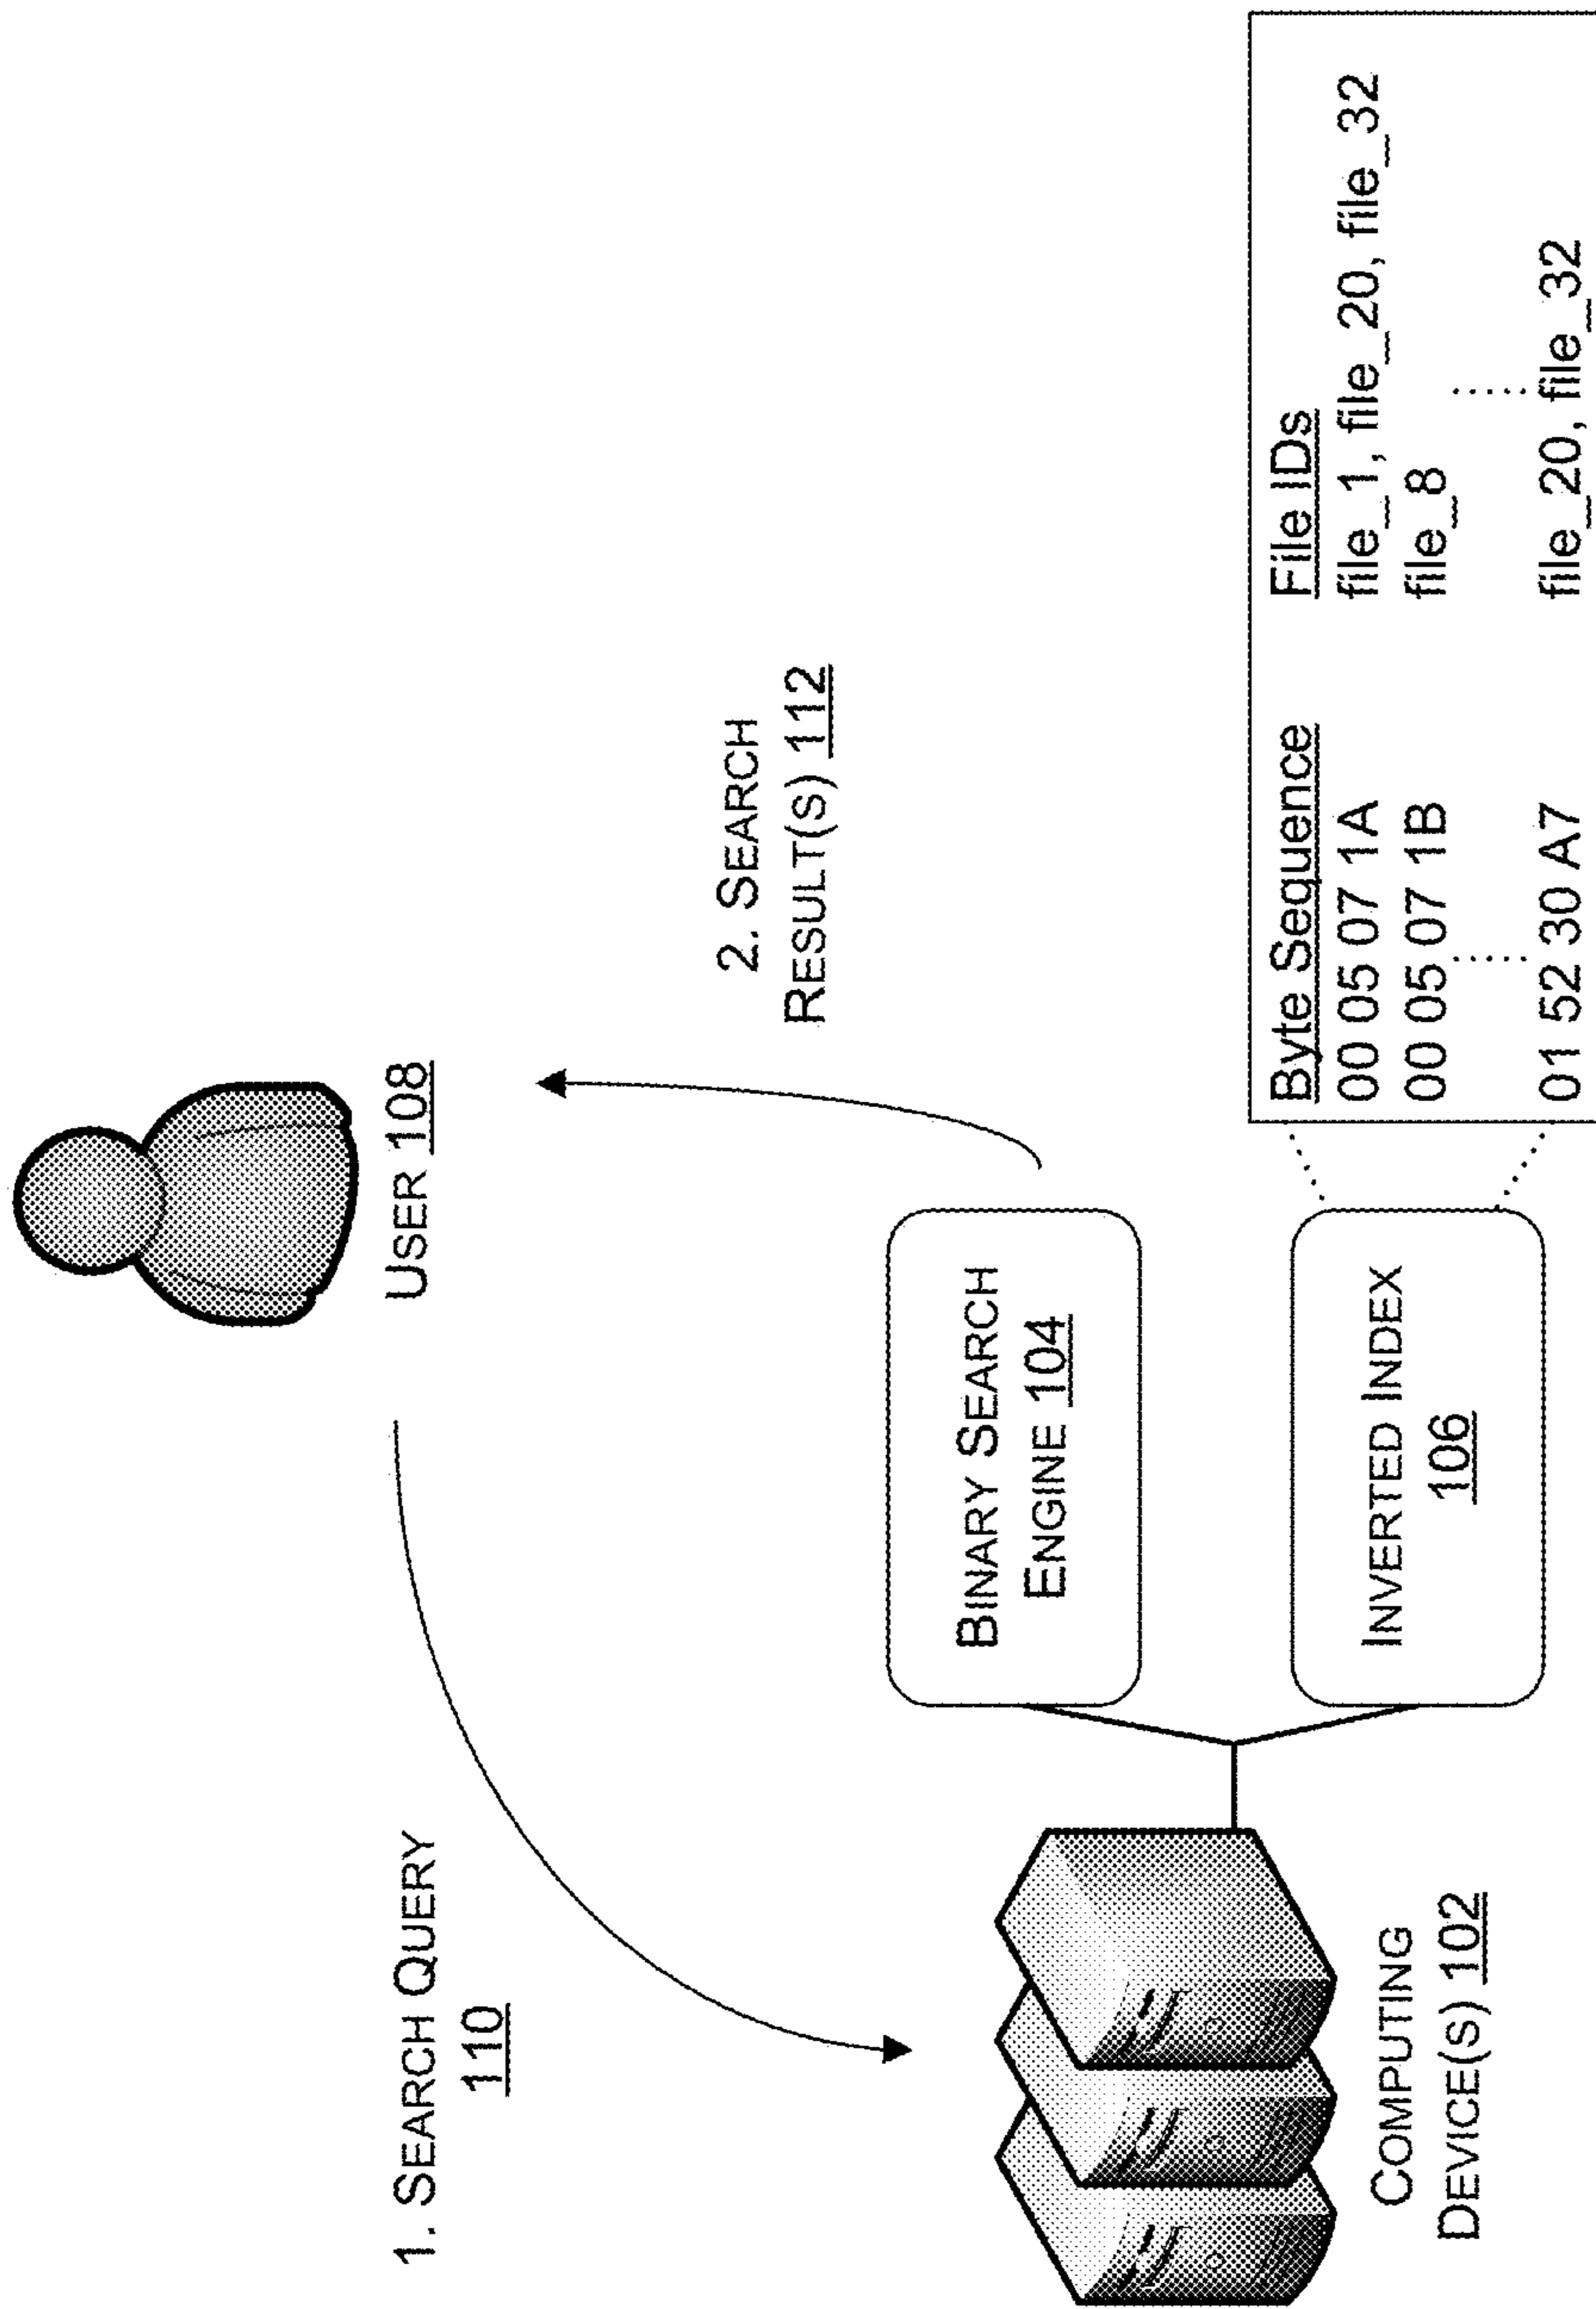 USER 108
1. SEARCH QUERY
110
2. SEARCH
RESULT(S) 112
BINARY SEARCH
ENGINE 104
INVERTED INDEX
106
COMPUTING
DEVICE(S) 102
Byte Sequence File IDs
00 05 07 1A file_1, file_20, file_32
00 05 07 1B file_8
01 52 30 A7 file_20, file_32